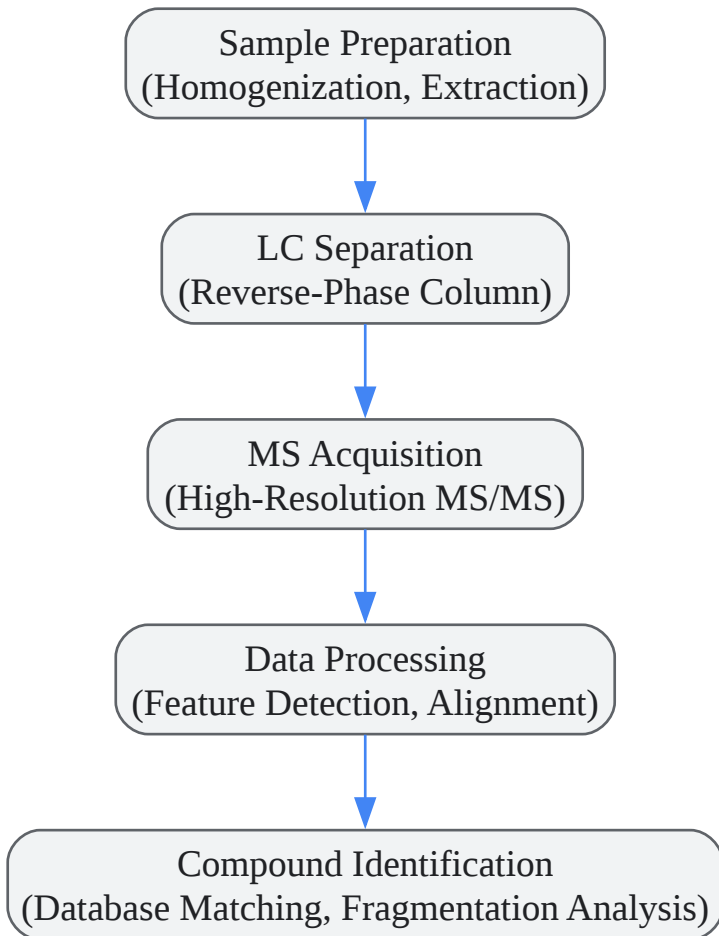 Sample Preparation
(Homogenization, Extraction)
LC Separation
(Reverse-Phase Column)
MS Acquisition
(High-Resolution MS/MS)
Data Processing
(Feature Detection, Alignment)
Compound Identification
(Database Matching, Fragmentation Analysis)